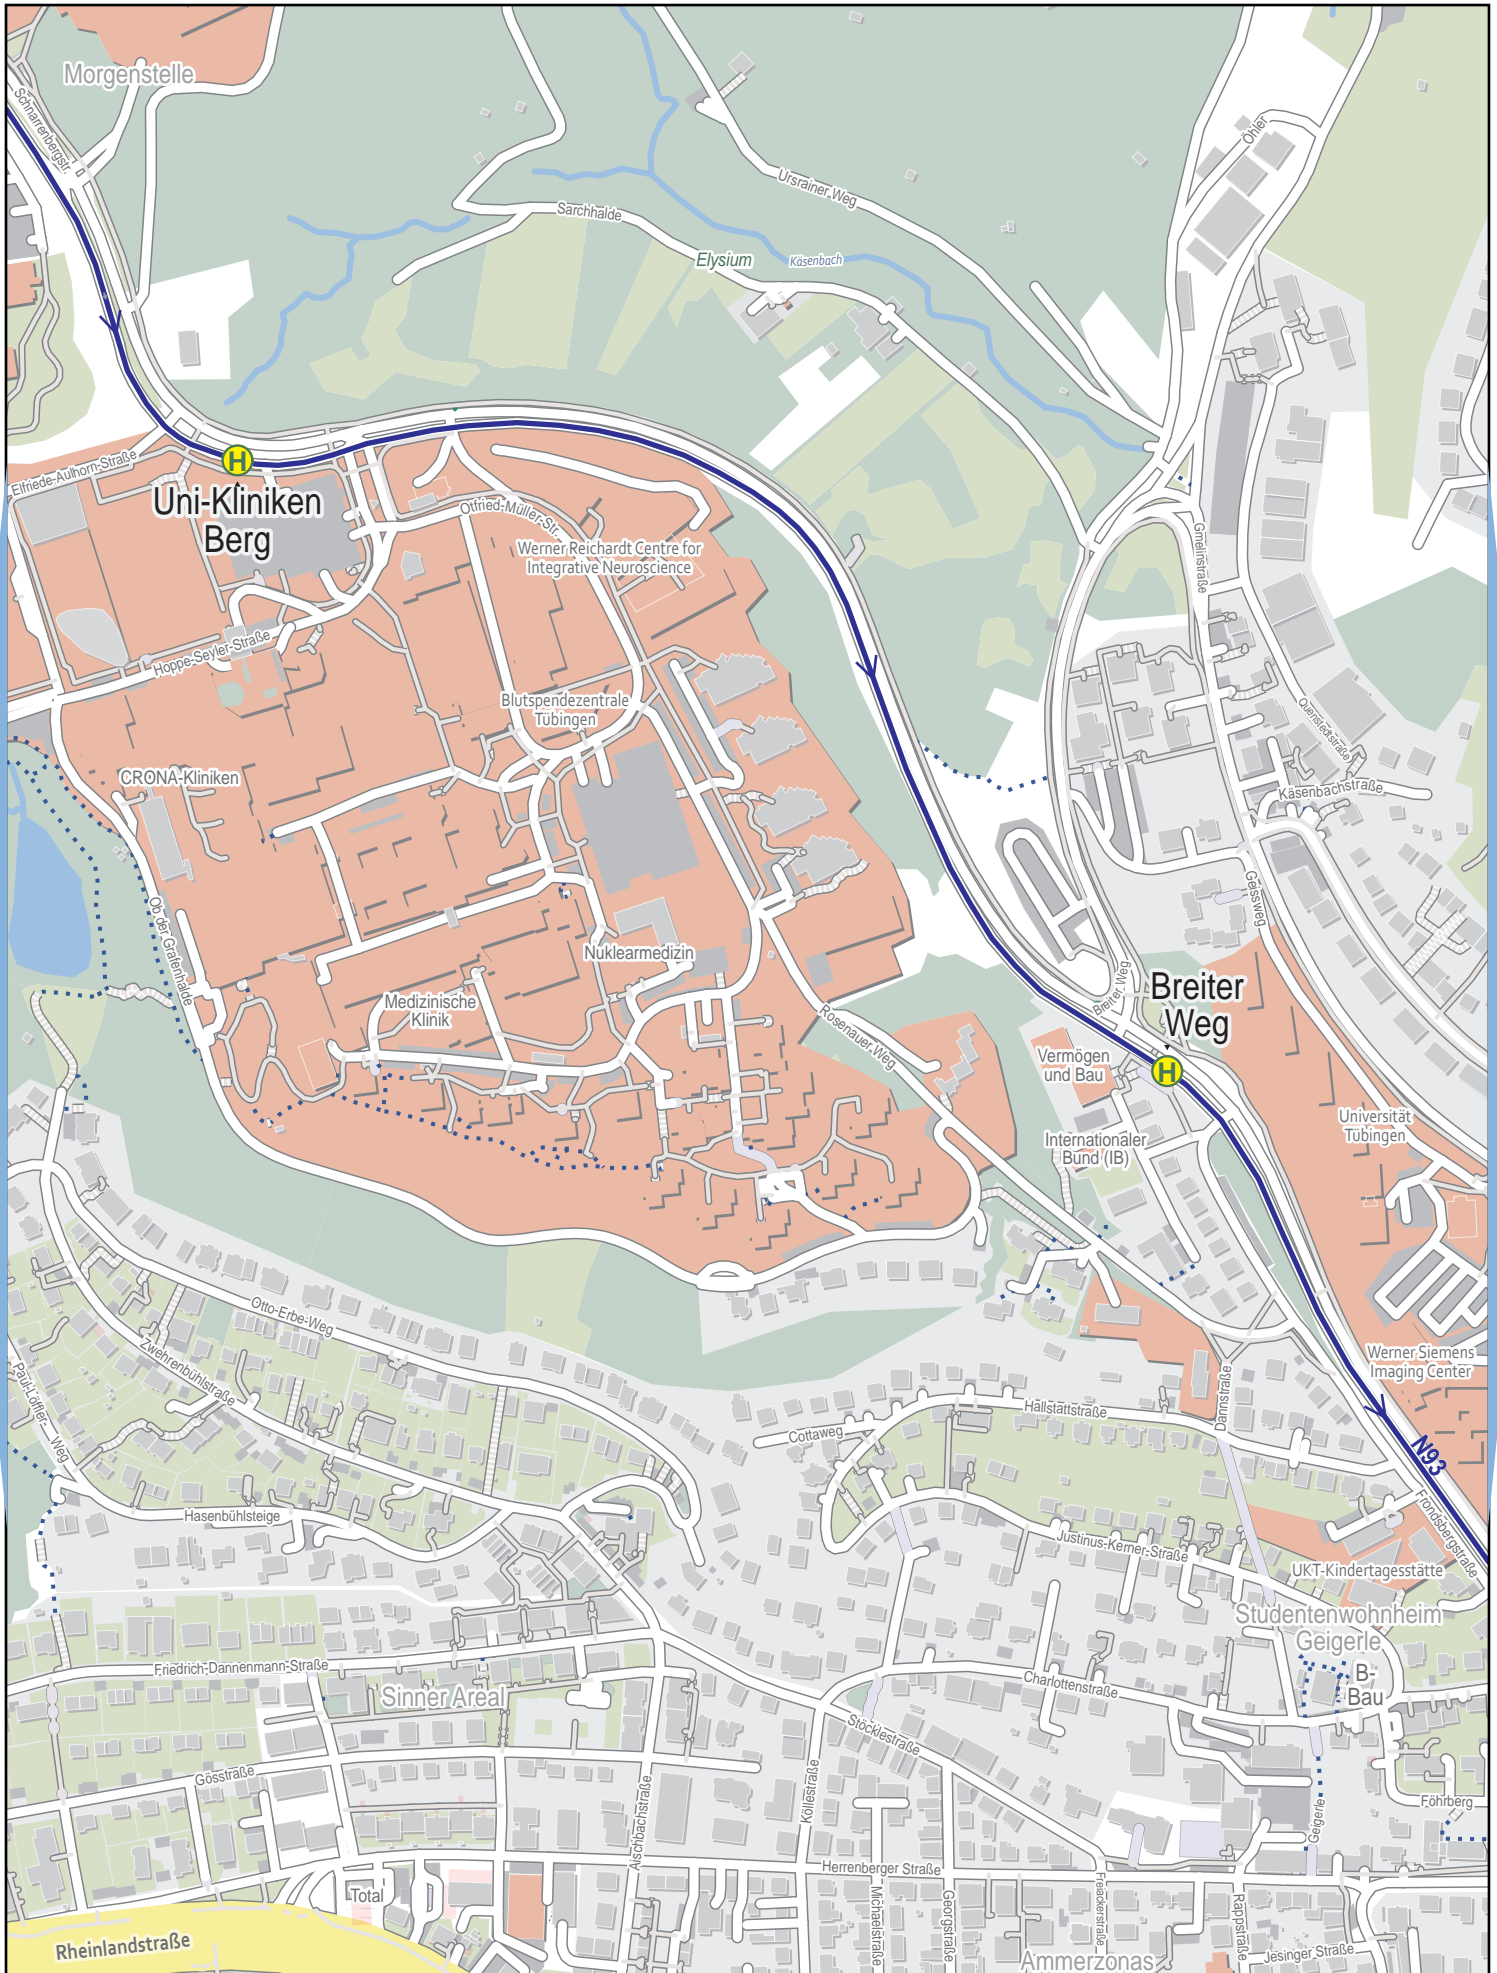 Morgenstelle
Schnarrenbergstr.
Öhler
Ursrainer Weg
Sarchhalde
Elysium
Käsenbach
Elfriede-Aulhorn-Straße
H
Uni-Kliniken
Berg
Otfried-Müller-Str.
Werner Reichardt Centre for
Integrative Neuroscience
Gmelinstraße
Hoppe-Seyler-Straße
Blutspendezentrale
Tübingen
Quenstedtstraße
CRONA-Kliniken
Käsenbachstraße
Ob der Grafenhalde
Geissweg
Nuklearmedizin
Medizinische
Klinik
Breiter Weg
Breiter
Weg
Rosenauer Weg
Vermögen
und Bau
H
Universität
Tübingen
Internationaler
Bund (IB)
Otto-Erbe-Weg
Zwehrenbühlstraße
Werner Siemens
Imaging Center
Paul-Löffler-Weg
Dannstraße
Hallstattstraße
Cottaweg
N93
Hasenbühlsteige
Frondsbergstraße
Justinus-Kerner-Straße
UKT-Kindertagesstätte
Studentenwohnheim
Geigerle
B-
Bau
Friedrich-Dannenmann-Straße
Sinner Areal
Charlottenstraße
Stöcklestraße
Gösstraße
Aischbachstraße
Köllestraße
Geigerle
Föhrberg
Herrenberger Straße
Total
Michaelstraße
Georgstraße
Freiackerstraße
Rappstraße
Rheinlandstraße
Ammerzonas
Jesinger Straße